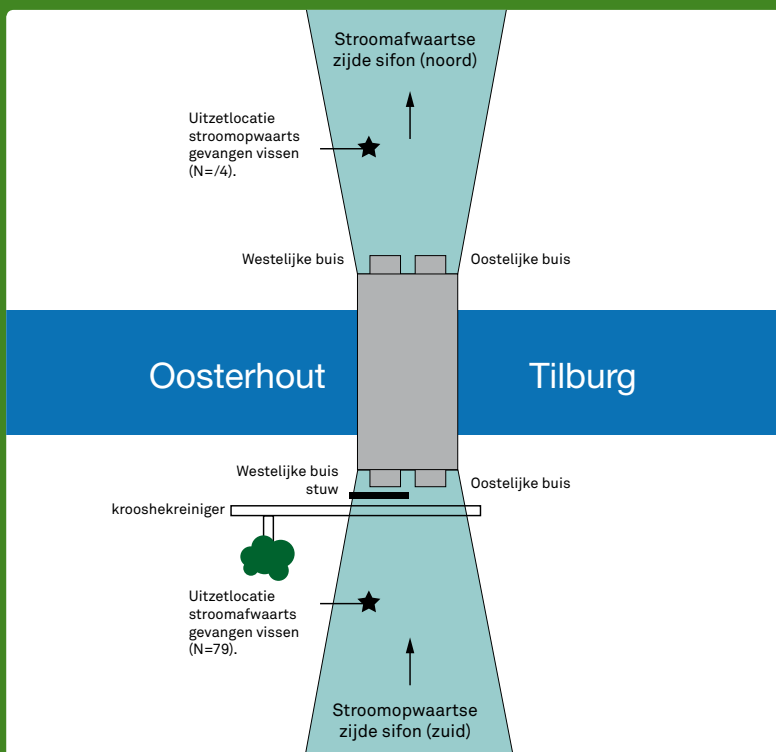 Stroomafwaartse
zijde sifon (noord)
Uitzetlocatie
stroomopwaarts
gevangen vissen
(N=/4).
Westelijke buis
Oostelijke buis
Oosterhout
Tilburg
Westelijke buis
stuw
Oostelijke buis
krooshekreiniger
Uitzetlocatie
stroomafwaarts
gevangen vissen
(N=79).
Stroomopwaartse
zijde sifon (zuid)